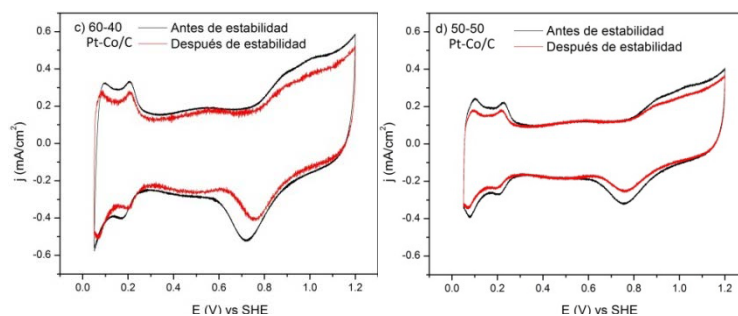 c) 60-40
Pt-Co/C
Antes de estabilidad
Después de estabilidad
j (mA/cm²)
0.6
0.4
0.2
0.0
-0.2
-0.4
-0.6
0.0 0.2 0.4 0.6 0.8 1.0 1.2
E (V) vs SHE
d) 50-50
Pt-Co/C
Antes de estabilidad
Después de estabilidad
j (mA/cm²)
0.6
0.4
0.2
0.0
-0.2
-0.4
-0.6
0.0 0.2 0.4 0.6 0.8 1.0 1.2
E (V) vs SHE